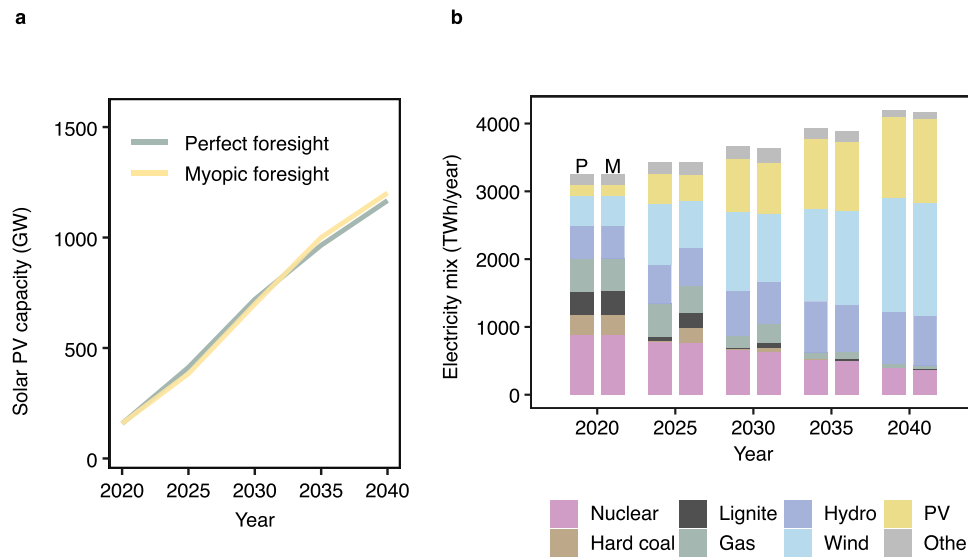 a
b
Solar PV capacity (GW)
1500
1000
500
0
Perfect foresight
Myopic foresight
2020 2025 2030 2035 2040
Year
Electricity mix (TWh/year)
4000
3000
2000
1000
0
P M
2020 2025 2030 2035 2040
Year
Nuclear Lignite Hydro PV
Hard coal Gas Wind Othe